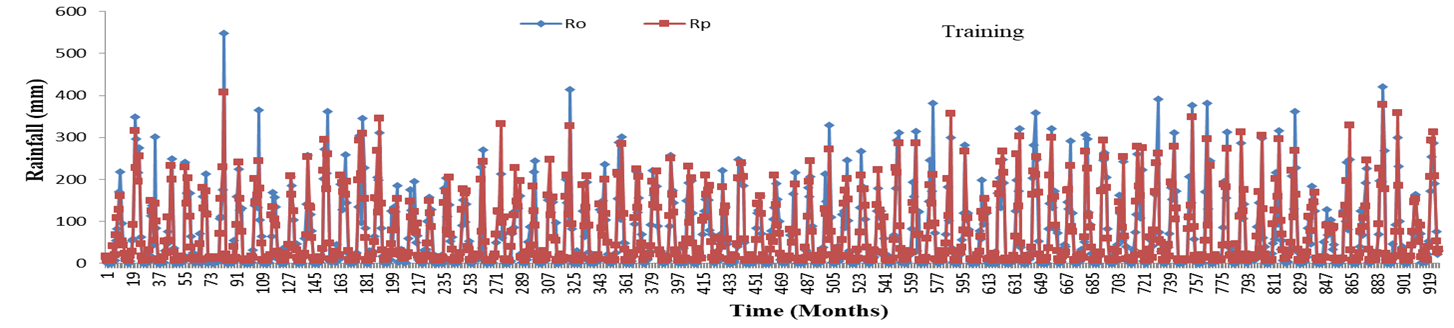 Ro Rp
Training
Rainfall (mm)
600
500
400
300
200
100
0
1 19 37 55 73 91 109 127 145 163 181 199 217 235 253 271 289 307 325 343 361 379 397 415 433 451 469 487 505 523 541 559 577 595 613 631 649 667 685 703 721 739 757 775 793 811 829 847 865 883 901 919
Time (Months)